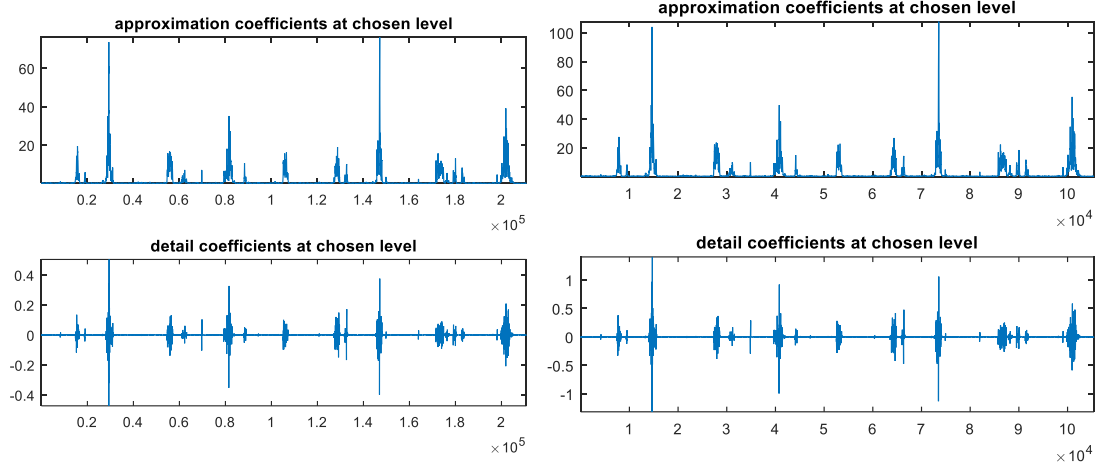 approximation coefficients at chosen level
60
40
20
0.2 0.4 0.6 0.8 1 1.2 1.4 1.6 1.8 2
×10^5
detail coefficients at chosen level
0.4
0.2
0
-0.2
-0.4
0.2 0.4 0.6 0.8 1 1.2 1.4 1.6 1.8 2
×10^5
approximation coefficients at chosen level
100
80
60
40
20
1 2 3 4 5 6 7 8 9 10
×10^4
detail coefficients at chosen level
1
0.5
0
-0.5
-1
1 2 3 4 5 6 7 8 9 10
×10^4